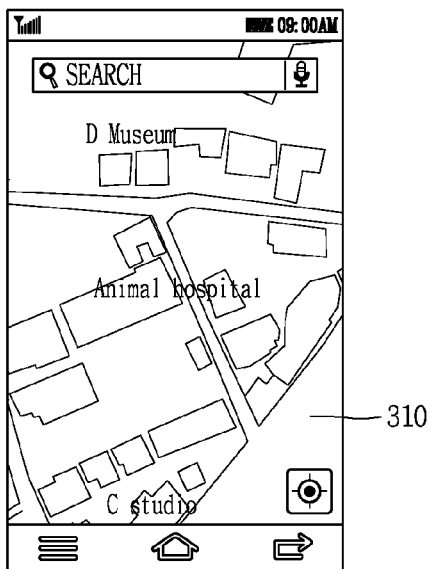 09:00AM
SEARCH
D Museum
Animal hospital
310
C studio